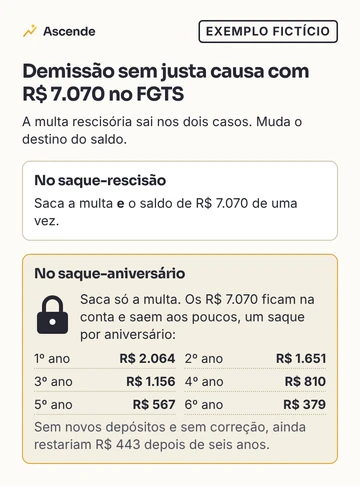 Ascende
EXEMPLO FICTÍCIO
Demissão sem justa causa com
R$ 7.070 no FGTS
A multa rescisória sai nos dois casos. Muda o
destino do saldo.
No saque-rescisão
Saca a multa e o saldo de R$ 7.070 de uma
vez.
No saque-aniversário
Saca só a multa. Os R$ 7.070 ficam na
conta e saem aos poucos, um saque
por aniversário:
1º ano R$ 2.064 2º ano R$ 1.651
3º ano R$ 1.156 4º ano R$ 810
5º ano R$ 567 6º ano R$ 379
Sem novos depósitos e sem correção, ainda
restariam R$ 443 depois de seis anos.